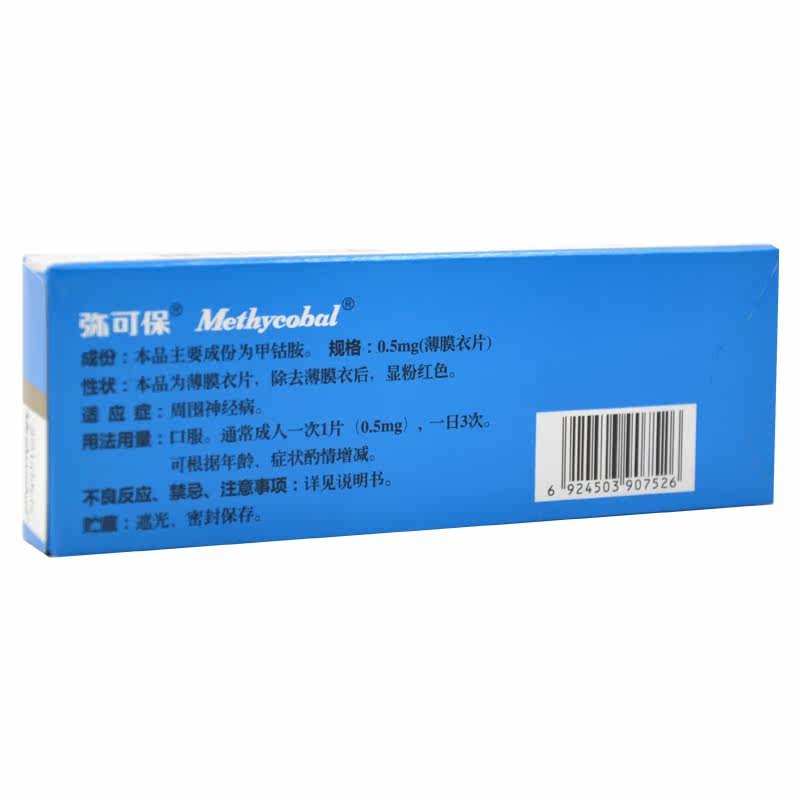 弥可保® Methycobal®
成份：本品主要成份为甲钴胺。 规格：0.5mg(薄膜衣片)
性状：本品为薄膜衣片，除去薄膜衣后，显粉红色。
适 应 症：周围神经病。
用法用量：口服。通常成人一次1片（0.5mg），一日3次。
可根据年龄、症状酌情增减。
不良反应、禁忌、注意事项：详见说明书。
贮藏：遮光、密封保存。
6 924503 907526